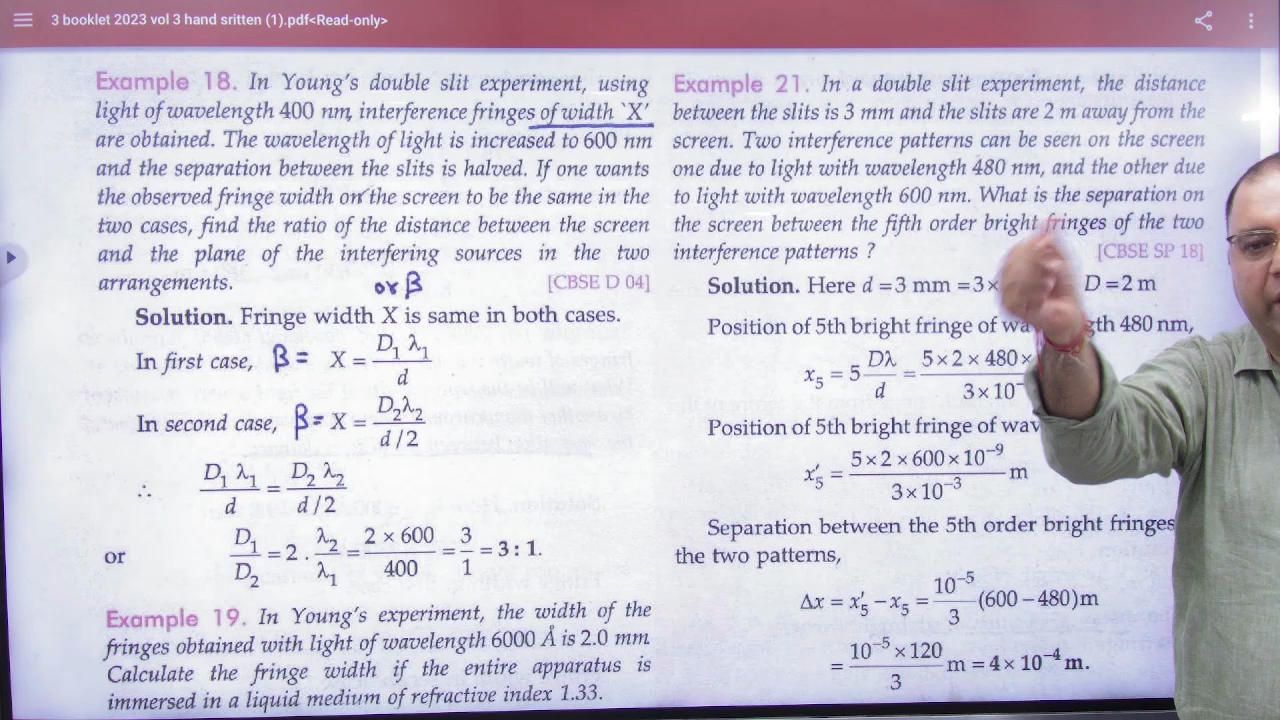 3 booklet 2023 vol 3 hand sritten (1).pdf<Read-only>
Example 18. In Young's double slit experiment, using
light of wavelength 400 nm, interference fringes of width `X'
are obtained. The wavelength of light is increased to 600 nm
and the separation between the slits is halved. If one wants
the observed fringe width on the screen to be the same in the
two cases, find the ratio of the distance between the screen
and the plane of the interfering sources in the two
arrangements. [CBSE D 04]
or β
Solution. Fringe width X is same in both cases.
In first case, β = X = D₁ λ₁ / d
In second case, β = X = D₂ λ₂ / d / 2
∴ D₁ λ₁ / d = D₂ λ₂ / d / 2
or D₁ / D₂ = 2 . λ₂ / λ₁ = 2 × 600 / 400 = 3 / 1 = 3 : 1.
Example 19. In Young's experiment, the width of the
fringes obtained with light of wavelength 6000 Å is 2.0 mm
Calculate the fringe width if the entire apparatus is
immersed in a liquid medium of refractive index 1.33.
Example 21. In a double slit experiment, the distance
between the slits is 3 mm and the slits are 2 m away from the
screen. Two interference patterns can be seen on the screen
one due to light with wavelength 480 nm, and the other due
to light with wavelength 600 nm. What is the separation on
the screen between the fifth order bright fringes of the two
interference patterns ? [CBSE SP 18]
Solution. Here d = 3 mm = 3 × D = 2 m
Position of 5th bright fringe of wa gth 480 nm,
x₅ = 5 Dλ / d = 5 × 2 × 480 × / 3 × 10⁻
Position of 5th bright fringe of wav
x′₅ = 5 × 2 × 600 × 10⁻⁹ / 3 × 10⁻³ m
Separation between the 5th order bright fringes
the two patterns,
Δx = x′₅ − x₅ = 10⁻⁵ / 3 (600 − 480) m
= 10⁻⁵ × 120 / 3 m = 4 × 10⁻⁴ m.